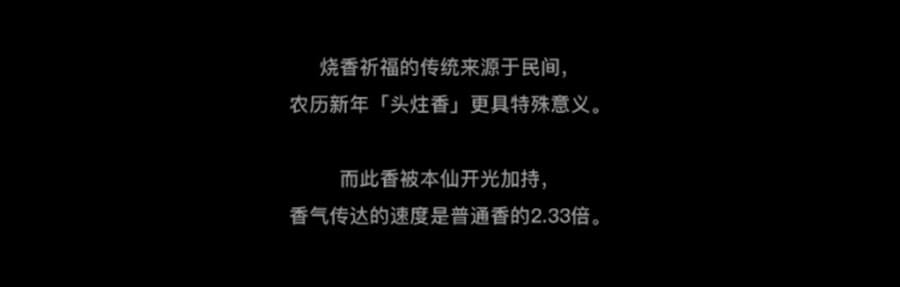 烧香祈福的传统来源于民间，
农历新年「头炷香」更具特殊意义。
而此香被本仙开光加持，
香气传达的速度是普通香的2.33倍。